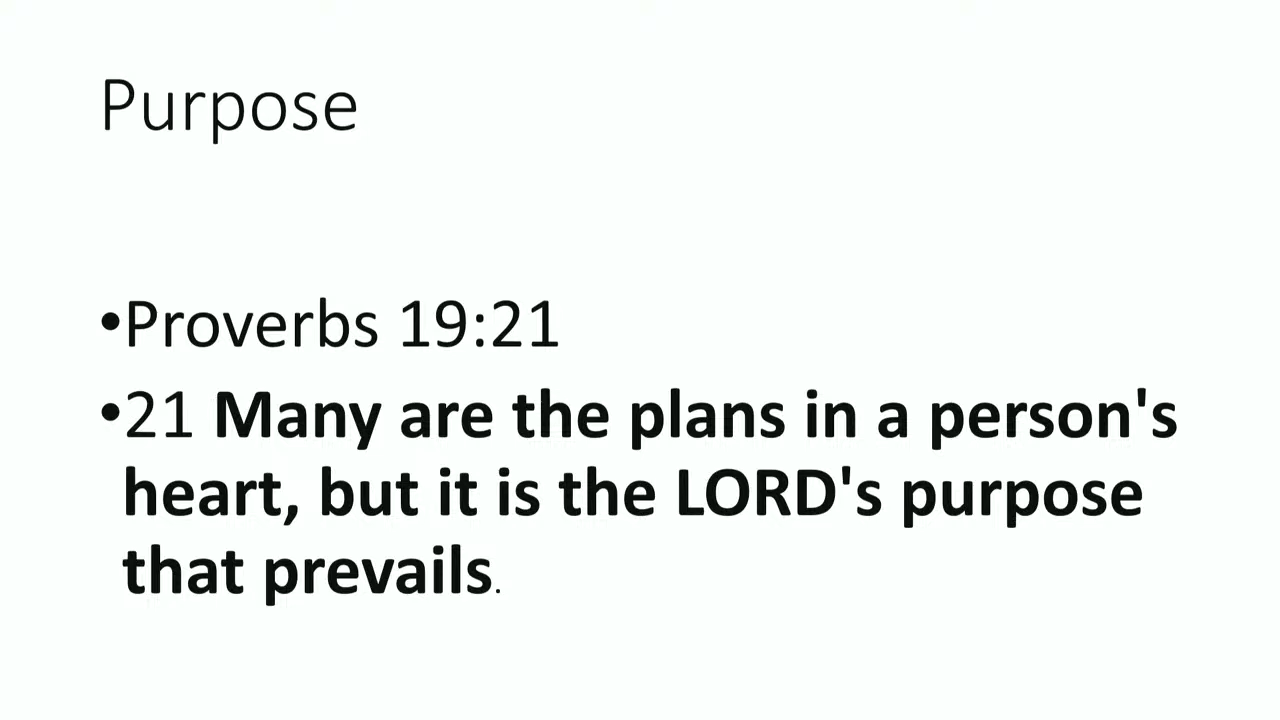 Purpose
•Proverbs 19:21
•21 Many are the plans in a person's
heart, but it is the LORD's purpose
that prevails.